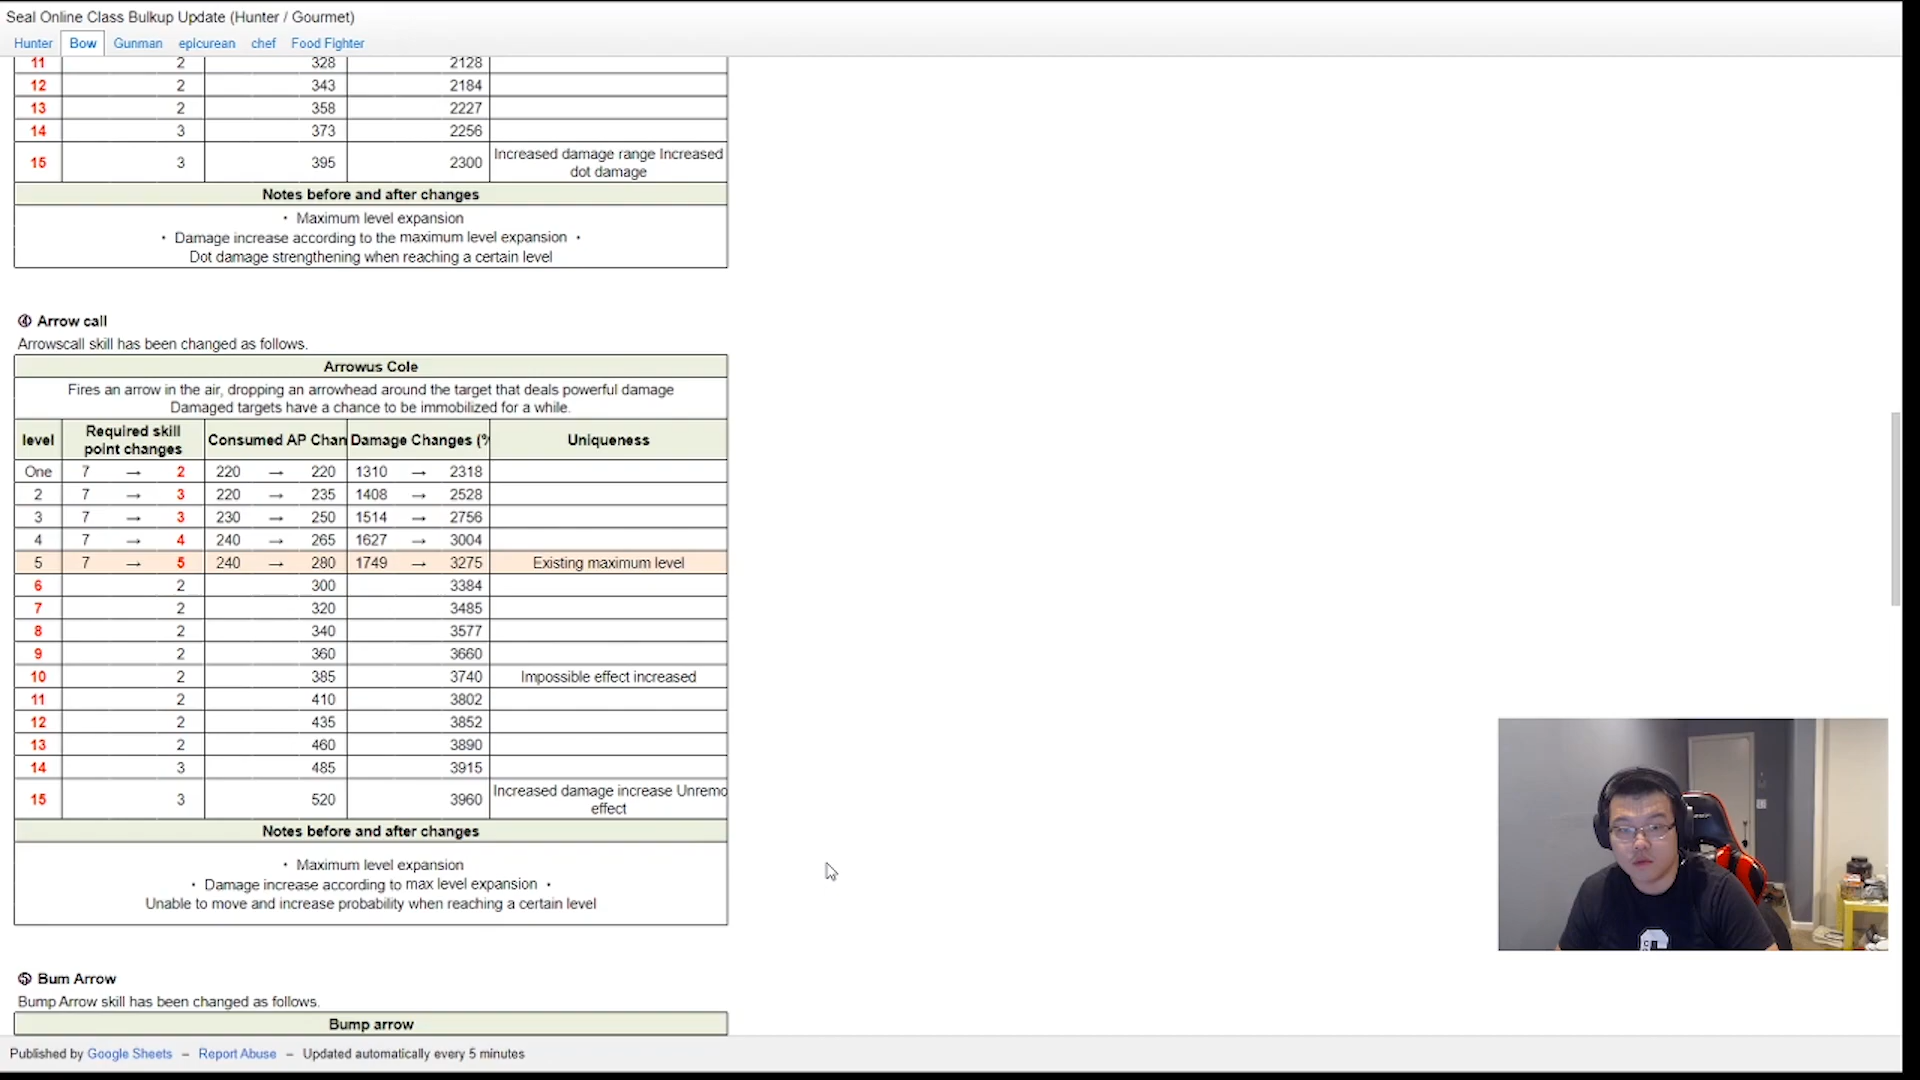 Seal Online Class Bulkup Update (Hunter / Gourmet)
Hunter Bow Gunman epicurean chef Food Fighter
11 2 328 2128
12 2 343 2184
13 2 358 2227
14 3 373 2256
15 3 395 2300 Increased damage range Increased
dot damage
Notes before and after changes
・ Maximum level expansion
・ Damage increase according to the maximum level expansion ・
Dot damage strengthening when reaching a certain level
④ Arrow call
Arrowscall skill has been changed as follows.
Arrowus Cole
Fires an arrow in the air, dropping an arrowhead around the target that deals powerful damage
Damaged targets have a chance to be immobilized for a while.
level Required skill point changes Consumed AP Chan Damage Changes (% Uniqueness
One 7 → 2 220 → 220 1310 → 2318
2 7 → 3 220 → 235 1408 → 2528
3 7 → 3 230 → 250 1514 → 2756
4 7 → 4 240 → 265 1627 → 3004
5 7 → 5 240 → 280 1749 → 3275 Existing maximum level
6 2 300 3384
7 2 320 3485
8 2 340 3577
9 2 360 3660
10 2 385 3740 Impossible effect increased
11 2 410 3802
12 2 435 3852
13 2 460 3890
14 3 485 3915
15 3 520 3960 Increased damage increase Unremo
effect
Notes before and after changes
・ Maximum level expansion
・ Damage increase according to max level expansion ・
Unable to move and increase probability when reaching a certain level
⑤ Bum Arrow
Bump Arrow skill has been changed as follows.
Bump arrow
Published by Google Sheets – Report Abuse – Updated automatically every 5 minutes